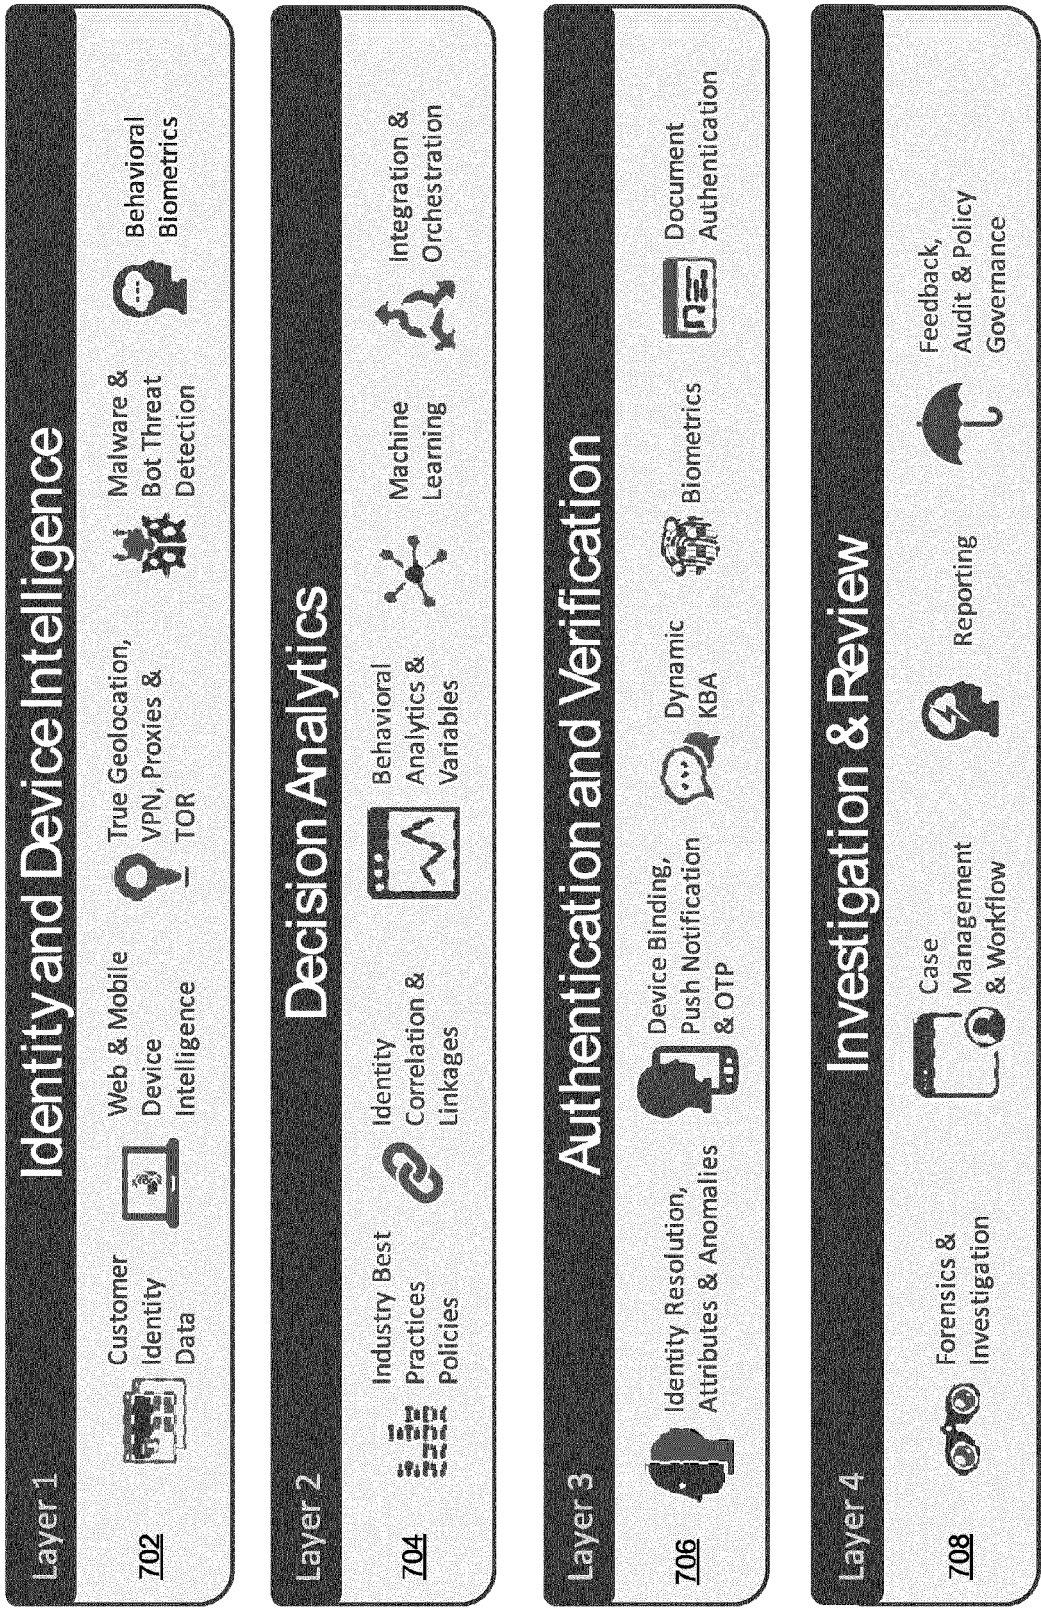 Layer 1
Identity and Device Intelligence
702
Customer
Identity
Data
Web & Mobile
Device
Intelligence
True Geolocation,
VPN, Proxies &
TOR
Malware &
Bot Threat
Detection
Behavioral
Biometrics
Layer 2
Decision Analytics
704
Industry Best
Practices
Policies
Identity
Correlation &
Linkages
Behavioral
Analytics &
Variables
Machine
Learning
Integration &
Orchestration
Layer 3
Authentication and Verification
706
Identity Resolution,
Attributes & Anomalies
Device Binding,
Push Notification
& OTP
Dynamic
KBA
Biometrics
Document
Authentication
Layer 4
Investigation & Review
708
Forensics &
Investigation
Case
Management
& Workflow
Reporting
Feedback,
Audit & Policy
Governance